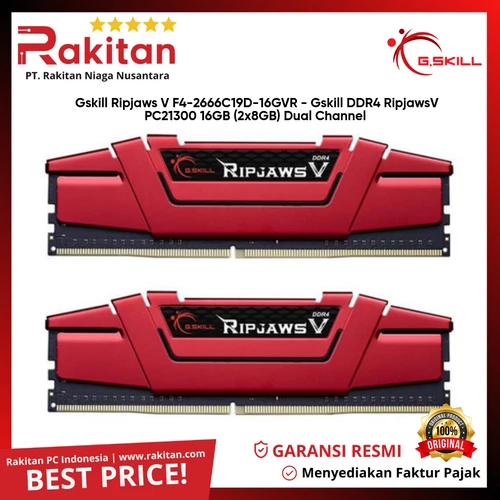 Rakitan
PT. Rakitan Niaga Nusantara
G.SKILL
Gskill Ripjaws V F4-2666C19D-16GVR - Gskill DDR4 RipjawsV
PC21300 16GB (2x8GB) Dual Channel
DDR4
G.SKILL RIPJAWS V
DDR4
G.SKILL RIPJAWS V
Rakitan PC Indonesia | www.rakitan.com
BEST PRICE!
GARANSI RESMI
Menyediakan Faktur Pajak
100%
ORIGINAL